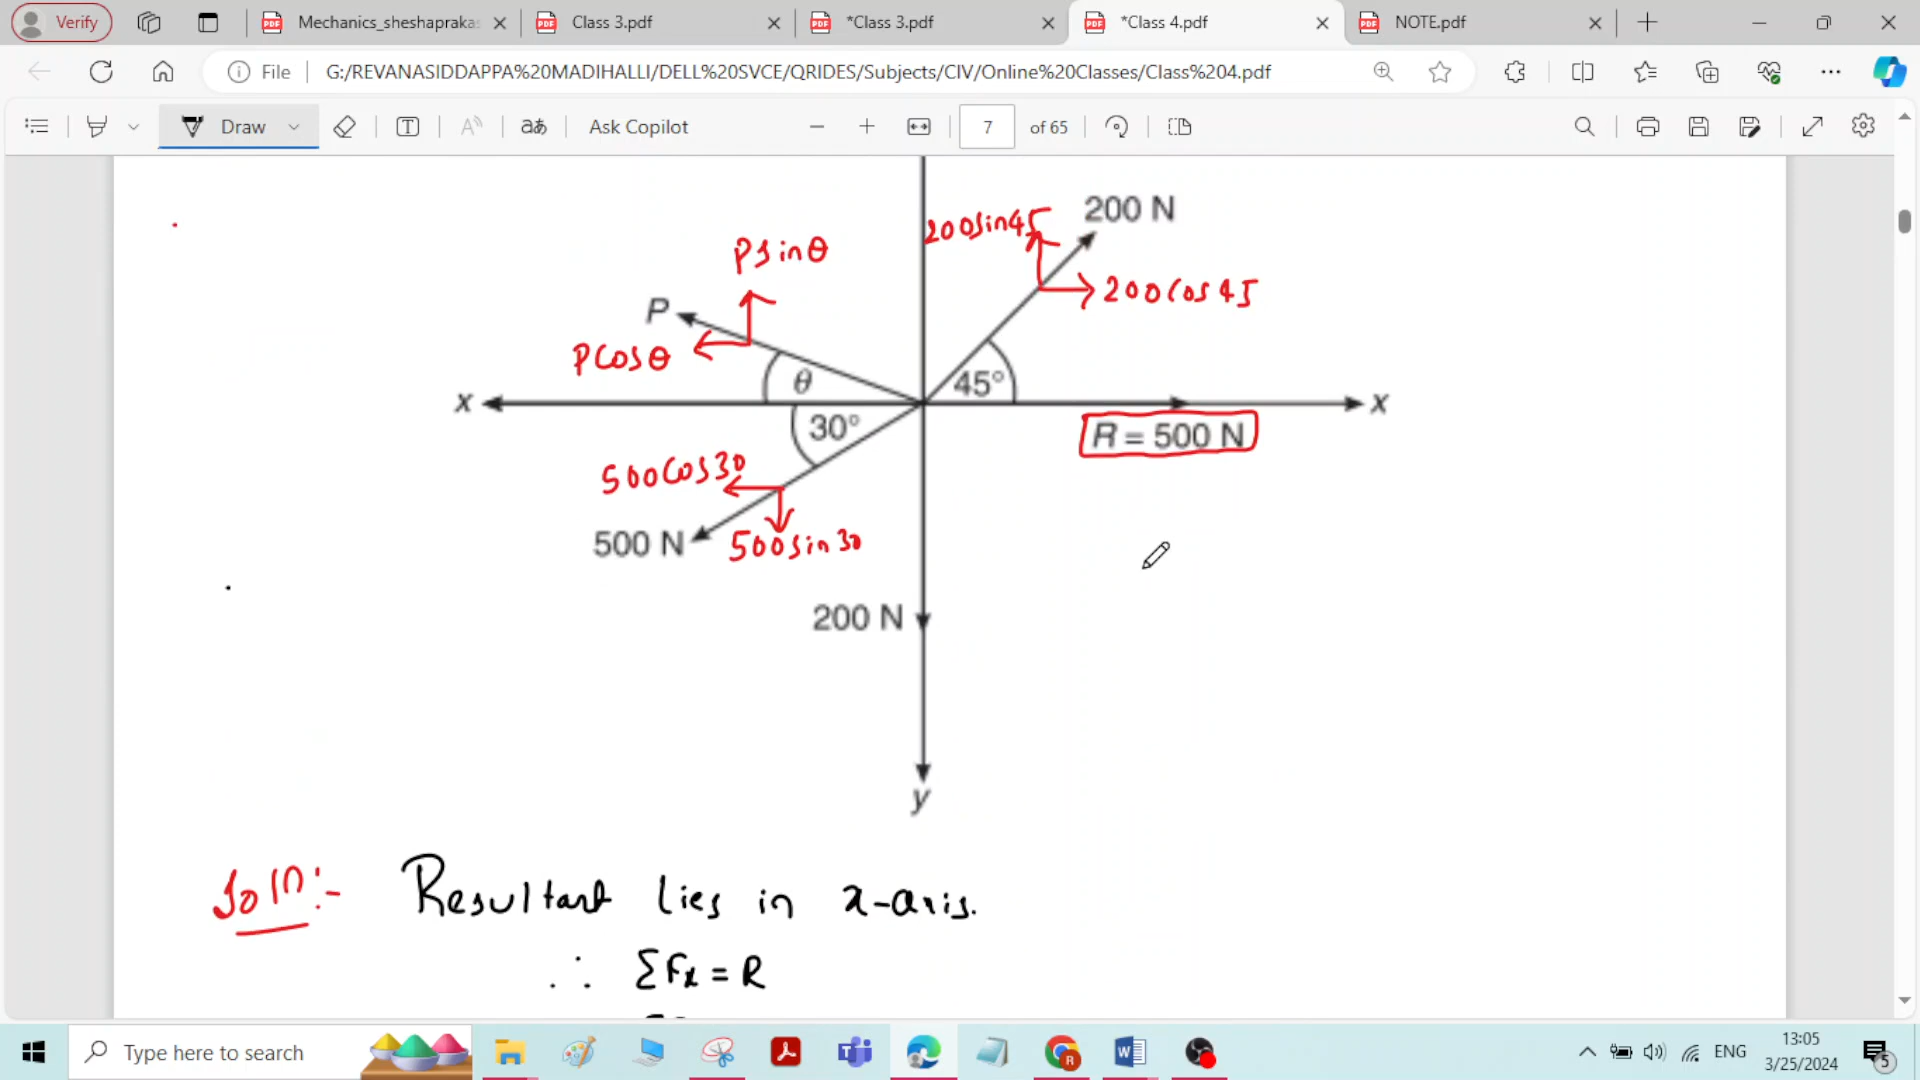 Verify
Mechanics_sheshaprakas
Class 3.pdf
*Class 3.pdf
*Class 4.pdf
NOTE.pdf
File
G:/REVANASIDDAPPA%20MADIHALLI/DELL%20SVCE/QRIDES/Subjects/CIV/Online%20Classes/Class%204.pdf
Draw
Ask Copilot
7
of 65
200 N
200sin45
200cos45
Psinθ
P
Pcosθ
θ
45°
x
x
30°
R = 500 N
500cos30
500 N
500sin30
200 N
y
Soln:-
Resultant lies in x-axis.
∴ ΣFx = R
Type here to search
ENG
13:05
3/25/2024
5